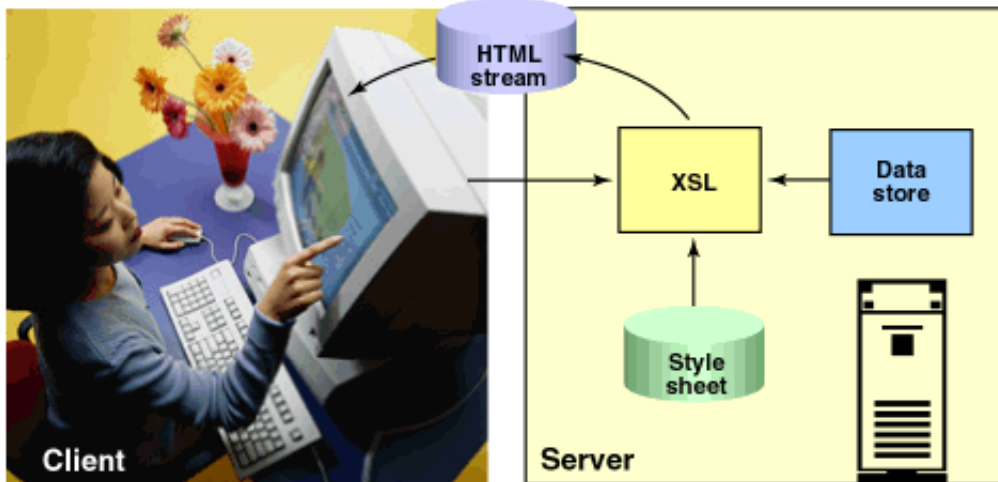 HTML
stream
XSL
Data
store
Style
sheet
Client
Server